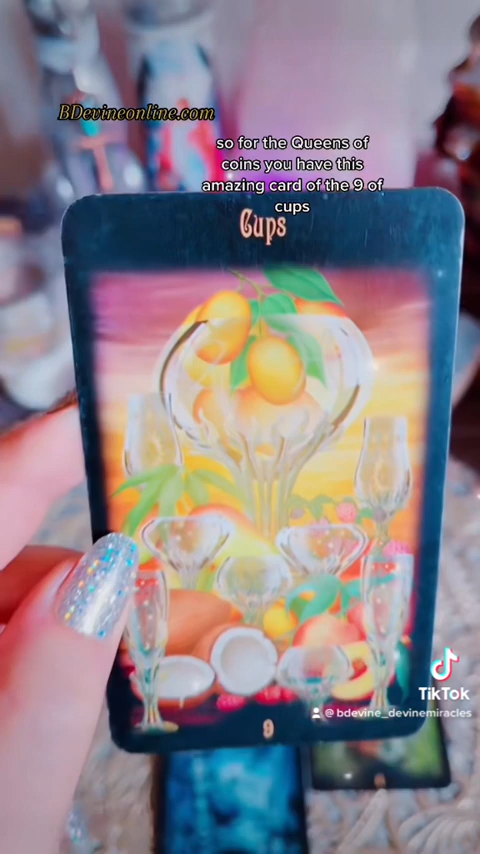 BDevineonline.com
so for the Queens of
coins you have this
amazing card of the 9 of
cups
Cups
9
TikTok
@bdevine_devinemiracles